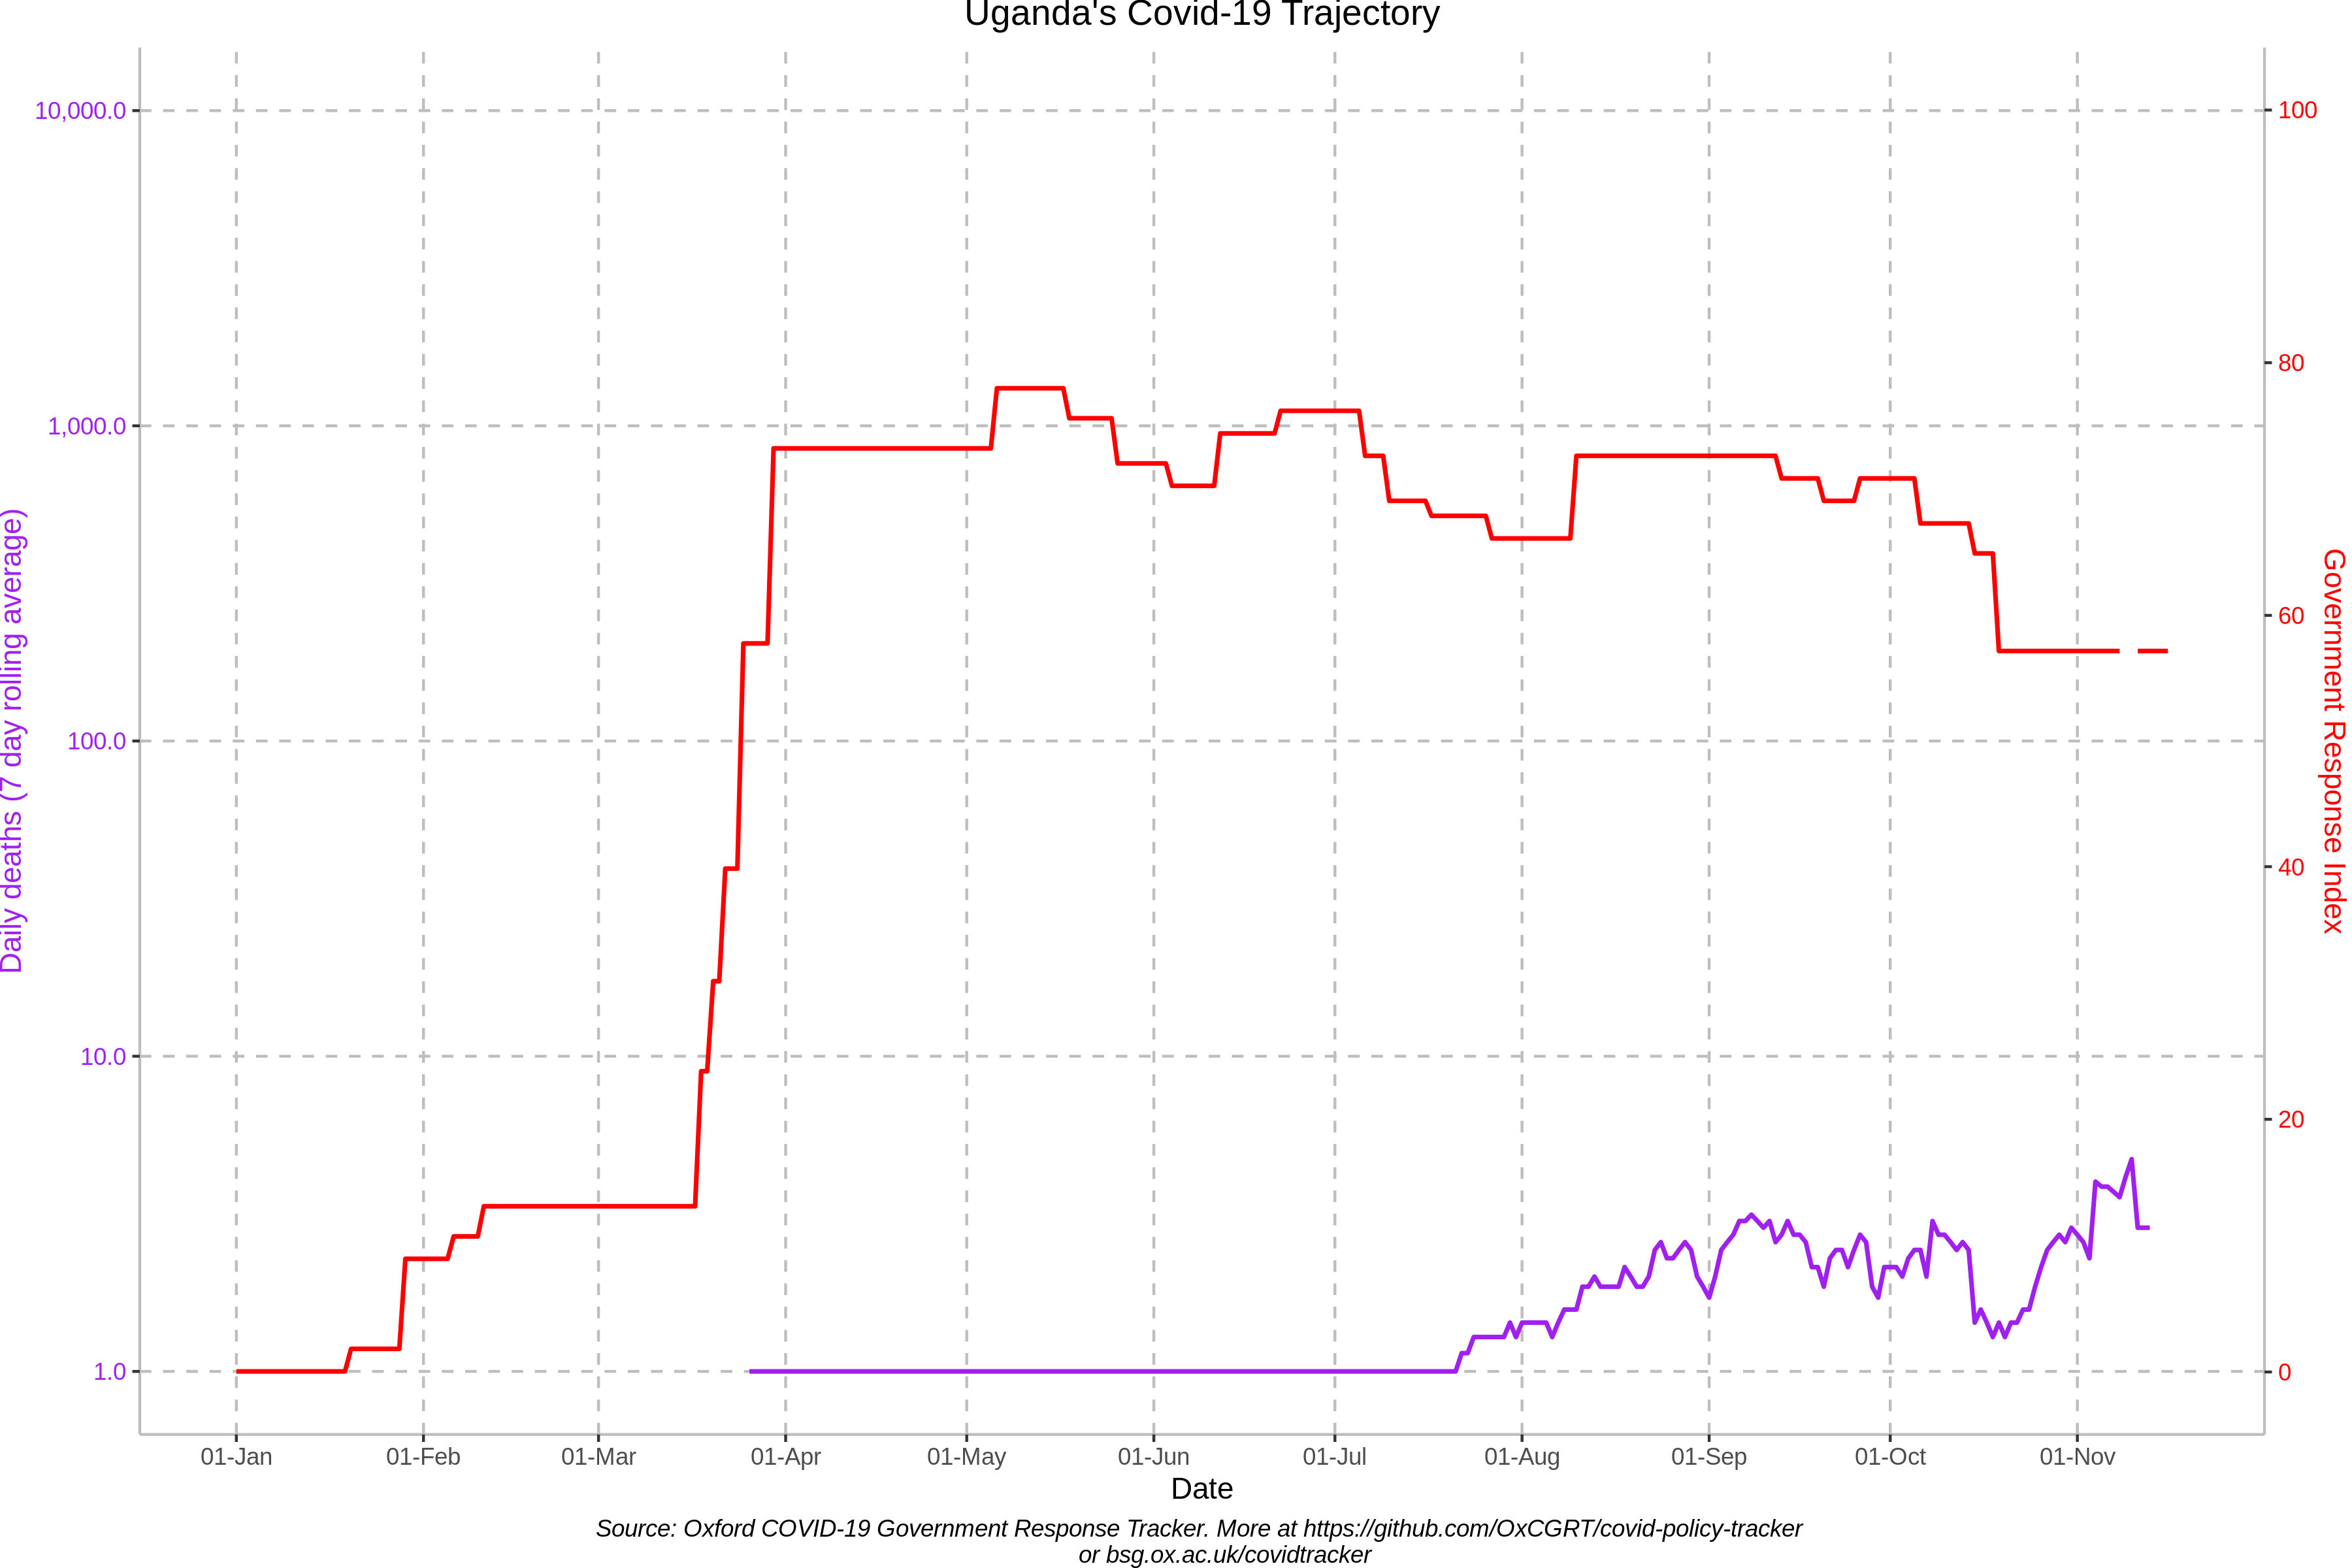 Uganda's Covid-19 Trajectory
10,000.0
1,000.0
100.0
10.0
1.0
Daily deaths (7 day rolling average)
100
80
60
40
20
0
Government Response Index
01-Jan 01-Feb 01-Mar 01-Apr 01-May 01-Jun 01-Jul 01-Aug 01-Sep 01-Oct 01-Nov
Date
Source: Oxford COVID-19 Government Response Tracker. More at https://github.com/OxCGRT/covid-policy-tracker
or bsg.ox.ac.uk/covidtracker